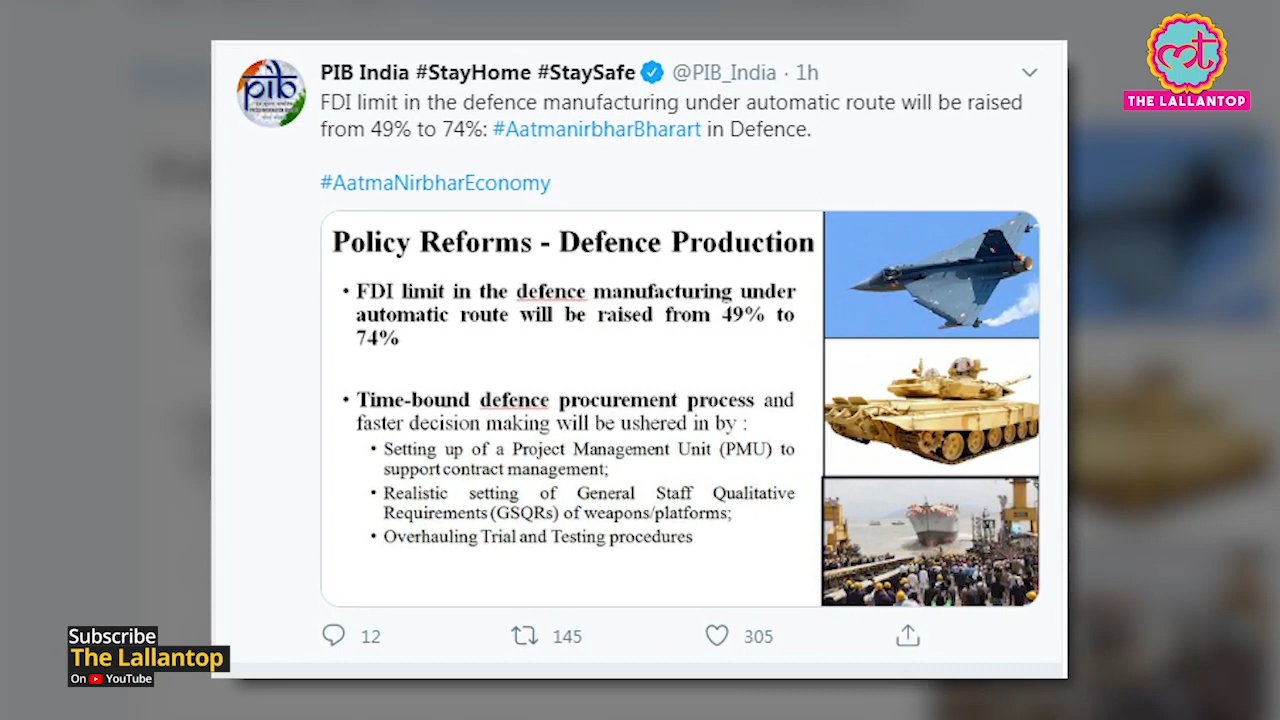 THE LALLANTOP
pib
PIB India #StayHome #StaySafe @PIB_India · 1h
FDI limit in the defence manufacturing under automatic route will be raised
from 49% to 74%: #AatmanirbharBharart in Defence.
#AatmaNirbharEconomy
Policy Reforms - Defence Production
• FDI limit in the defence manufacturing under
automatic route will be raised from 49% to
74%
• Time-bound defence procurement process and
faster decision making will be ushered in by :
• Setting up of a Project Management Unit (PMU) to
support contract management;
• Realistic setting of General Staff Qualitative
Requirements (GSQRs) of weapons/platforms;
• Overhauling Trial and Testing procedures
12 145 305
Subscribe
The Lallantop
On YouTube